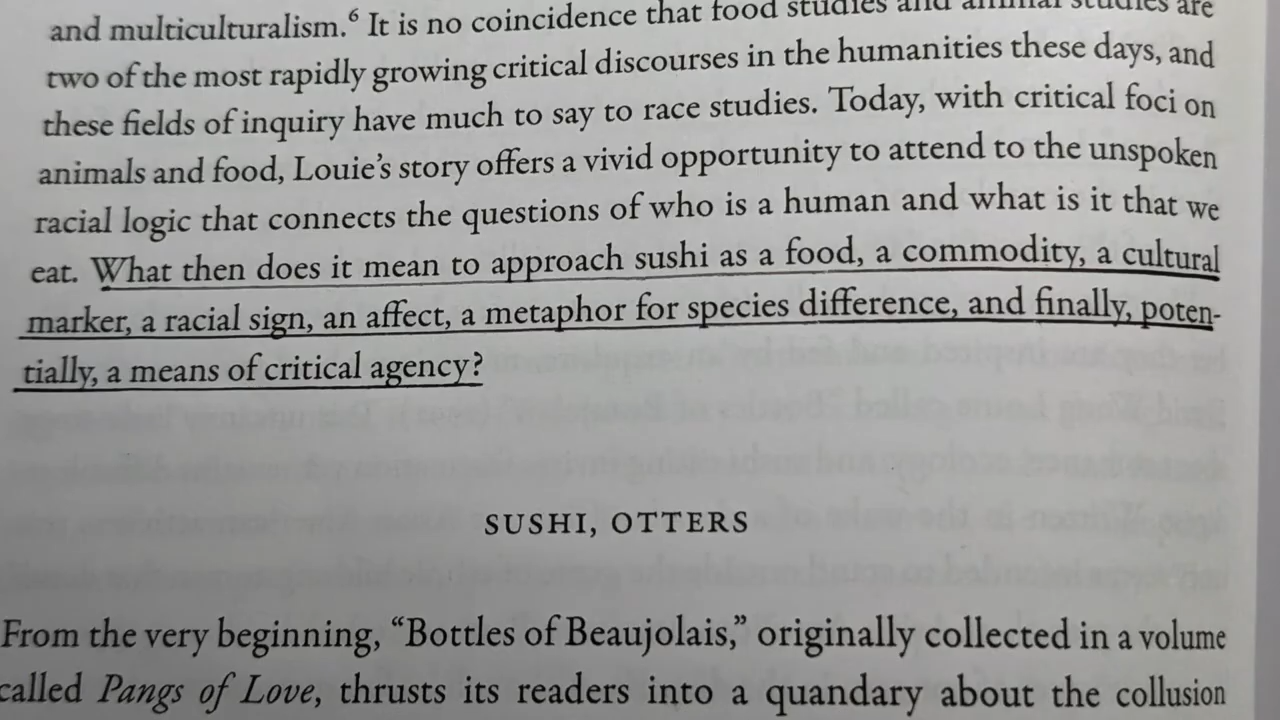 and multiculturalism.⁶ It is no coincidence that food studies and animal studies are
two of the most rapidly growing critical discourses in the humanities these days, and
these fields of inquiry have much to say to race studies. Today, with critical foci on
animals and food, Louie’s story offers a vivid opportunity to attend to the unspoken
racial logic that connects the questions of who is a human and what is it that we
eat. What then does it mean to approach sushi as a food, a commodity, a cultural
marker, a racial sign, an affect, a metaphor for species difference, and finally, poten-
tially, a means of critical agency?
SUSHI, OTTERS
From the very beginning, “Bottles of Beaujolais,” originally collected in a volume
called Pangs of Love, thrusts its readers into a quandary about the collusion